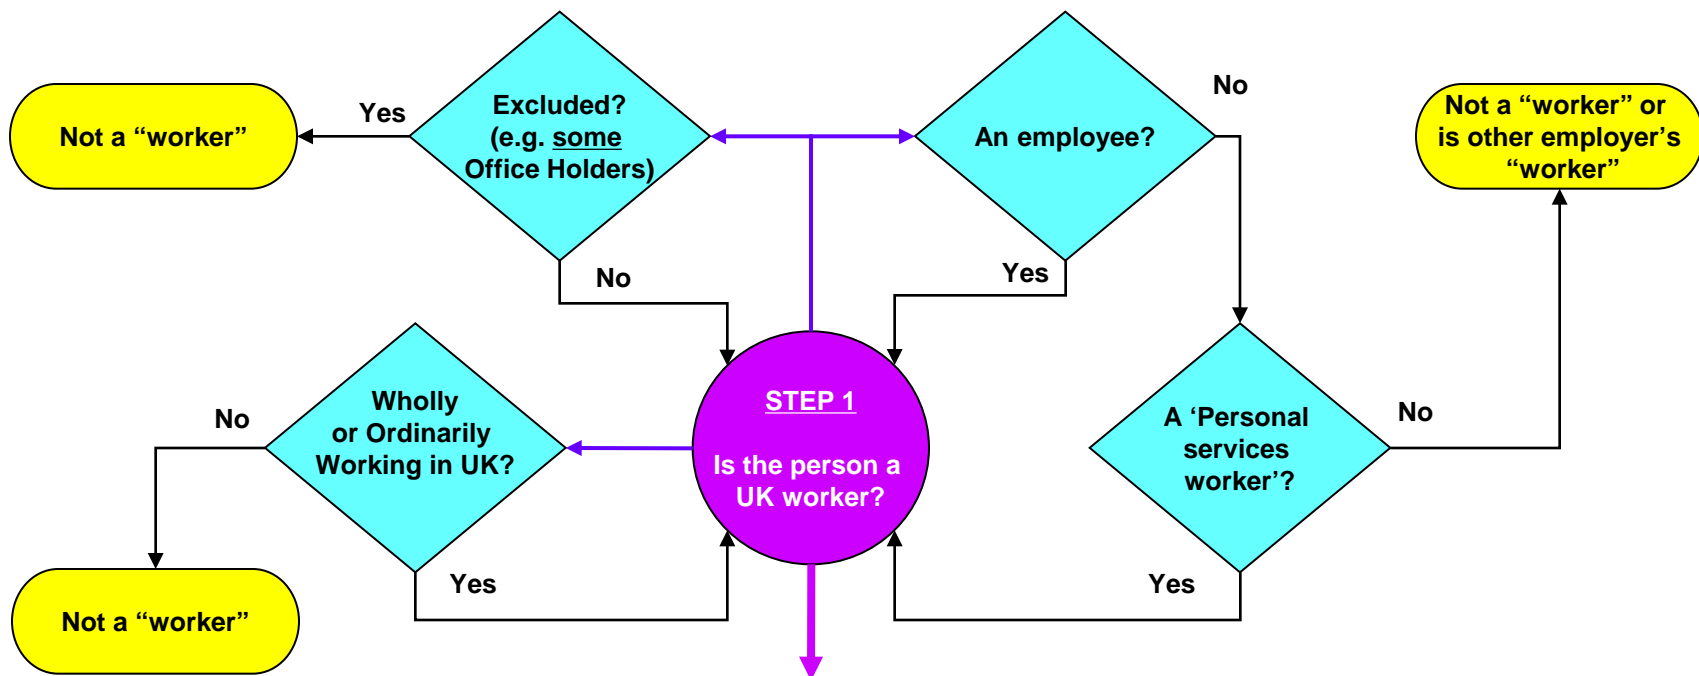 Not a “worker”
Yes
Excluded?
(e.g. some
Office Holders)
No
An employee?
Yes
No
Not a “worker” or
is other employer’s
“worker”
Wholly
or Ordinarily
Working in UK?
No
Yes
Not a “worker”
STEP 1
Is the person a
UK worker?
A ‘Personal
services
worker’?
No
Yes